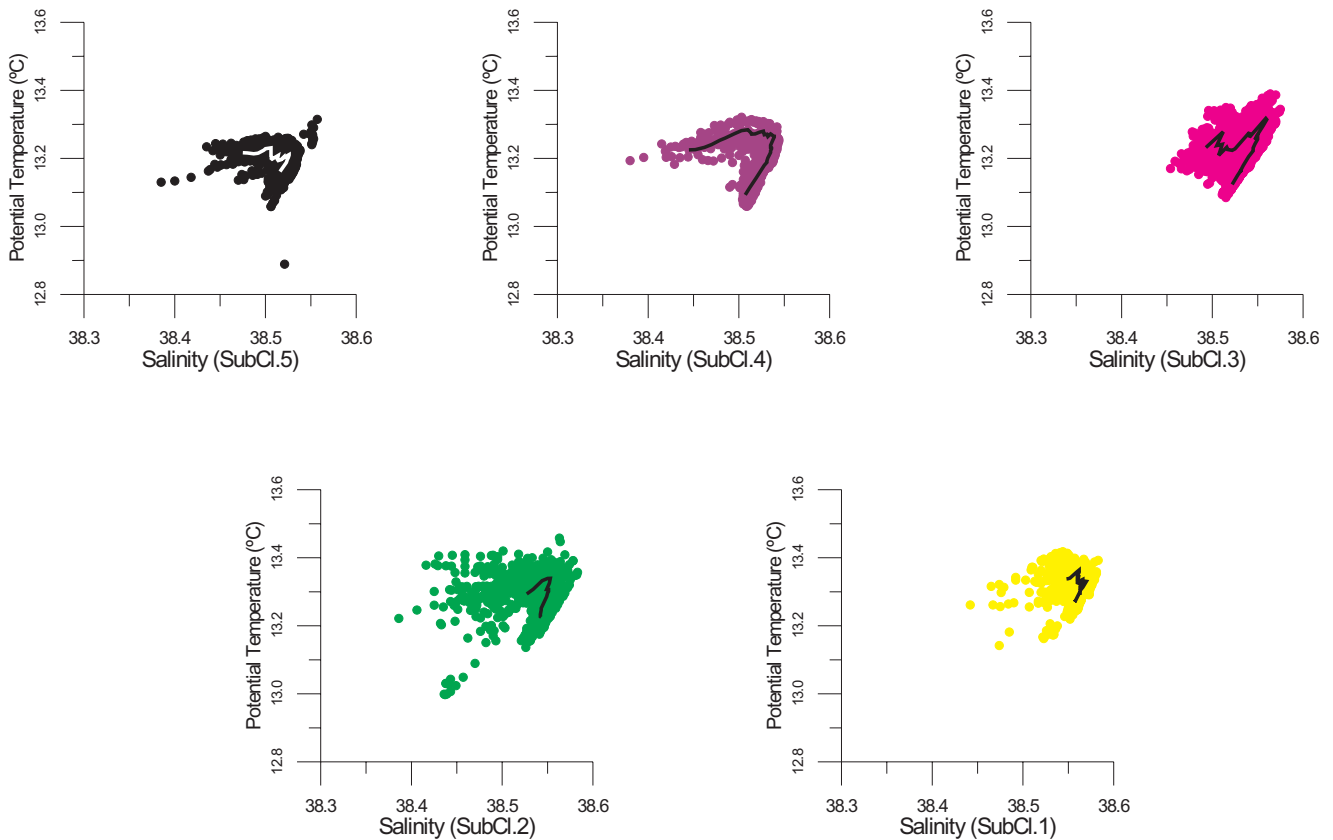 13.6
13.4
13.2
13.0
12.8
Potential Temperature (ºC)
38.3 38.4 38.5 38.6
Salinity (SubCl.5)
13.6
13.4
13.2
13.0
12.8
Potential Temperature (ºC)
38.3 38.4 38.5 38.6
Salinity (SubCl.4)
13.6
13.4
13.2
13.0
12.8
Potential Temperature (ºC)
38.3 38.4 38.5 38.6
Salinity (SubCl.3)
13.6
13.4
13.2
13.0
12.8
Potential Temperature (ºC)
38.3 38.4 38.5 38.6
Salinity (SubCl.2)
13.6
13.4
13.2
13.0
12.8
Potential Temperature (ºC)
38.3 38.4 38.5 38.6
Salinity (SubCl.1)